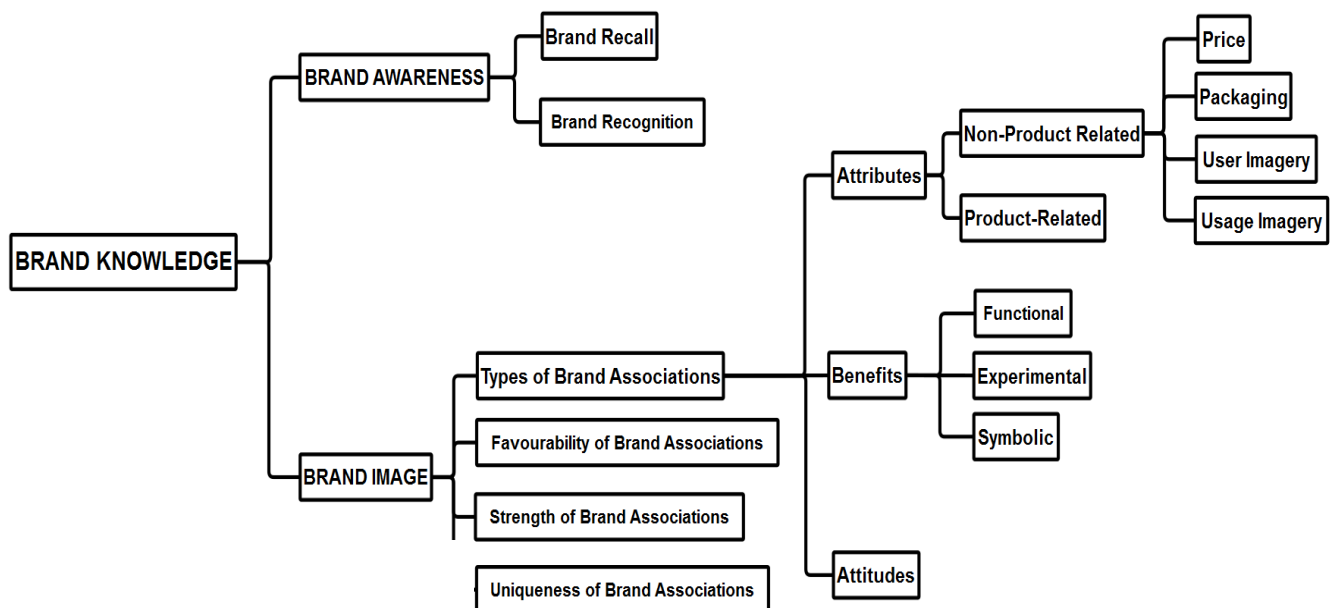 BRAND KNOWLEDGE
BRAND AWARENESS
Brand Recall
Brand Recognition
BRAND IMAGE
Types of Brand Associations
Attributes
Non-Product Related
Price
Packaging
User Imagery
Usage Imagery
Product-Related
Benefits
Functional
Experimental
Symbolic
Attitudes
Favourability of Brand Associations
Strength of Brand Associations
Uniqueness of Brand Associations